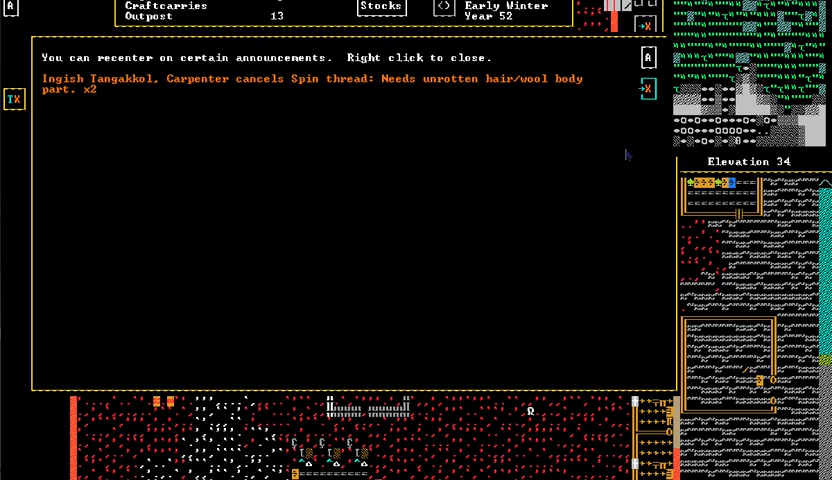 A
Craftcarries
Outpost 13
Stocks
<>
Early Winter
Year 52
→X
You can recenter on certain announcements. Right click to close.
A
Ingish Tangakkol, Carpenter cancels Spin thread: Needs unrotten hair/wool body
part. x2
→X
TX
Elevation 34